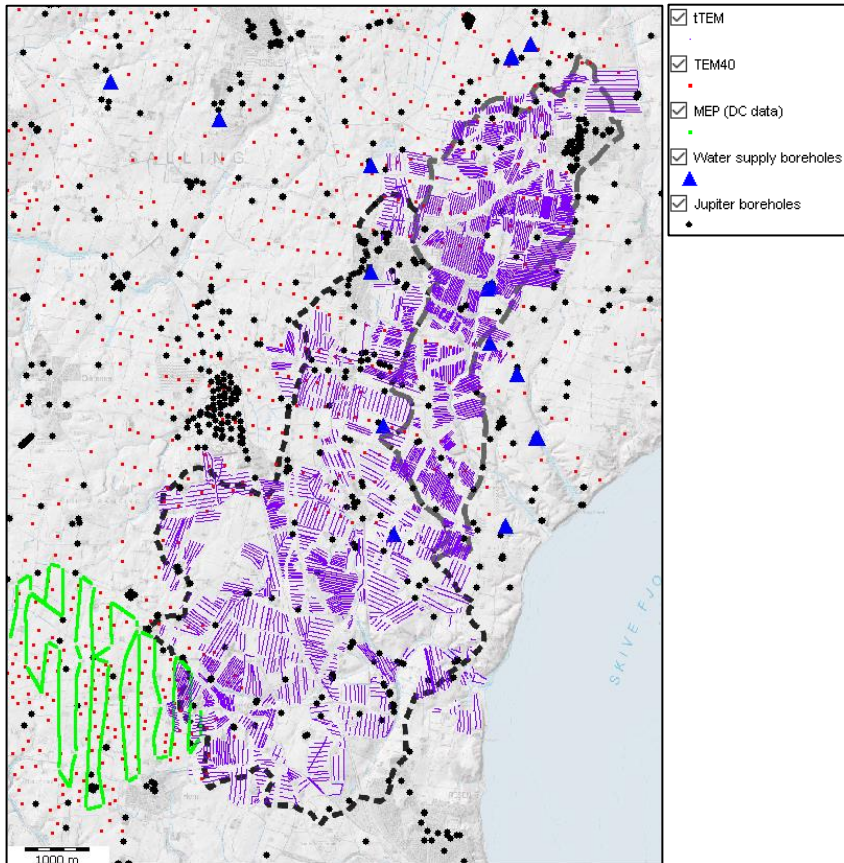 tTEM
TEM40
MEP (DC data)
Water supply boreholes
Jupiter boreholes
SALLING
SKIVE FJO
1000 m